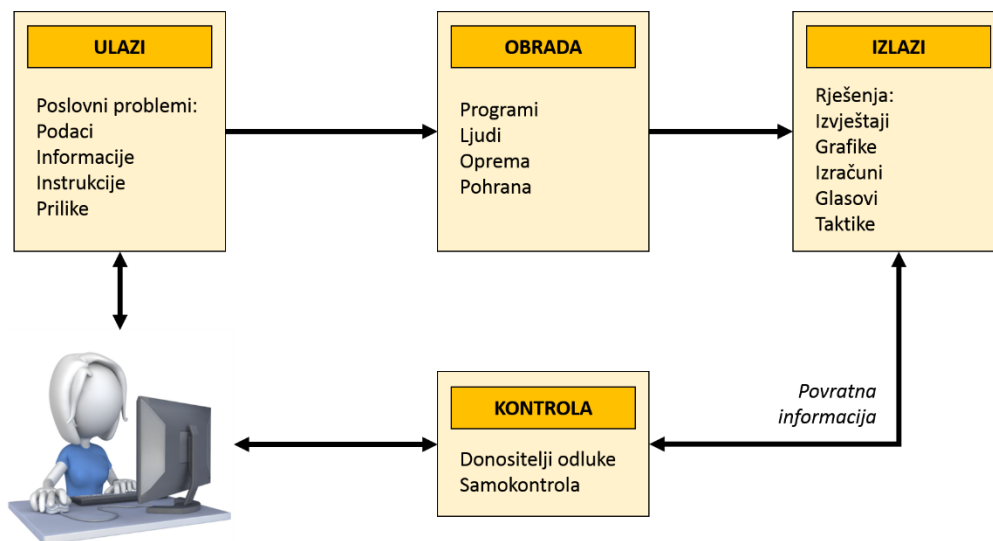 ULAZI
Poslovni problemi:
Podaci
Informacije
Instrukcije
Prilike
OBRADA
Programi
Ljudi
Oprema
Pohrana
IZLAZI
Rješenja:
Izvještaji
Grafike
Izračuni
Glasovi
Taktike
KONTROLA
Donositelji odluke
Samokontrola
Povratna
informacija